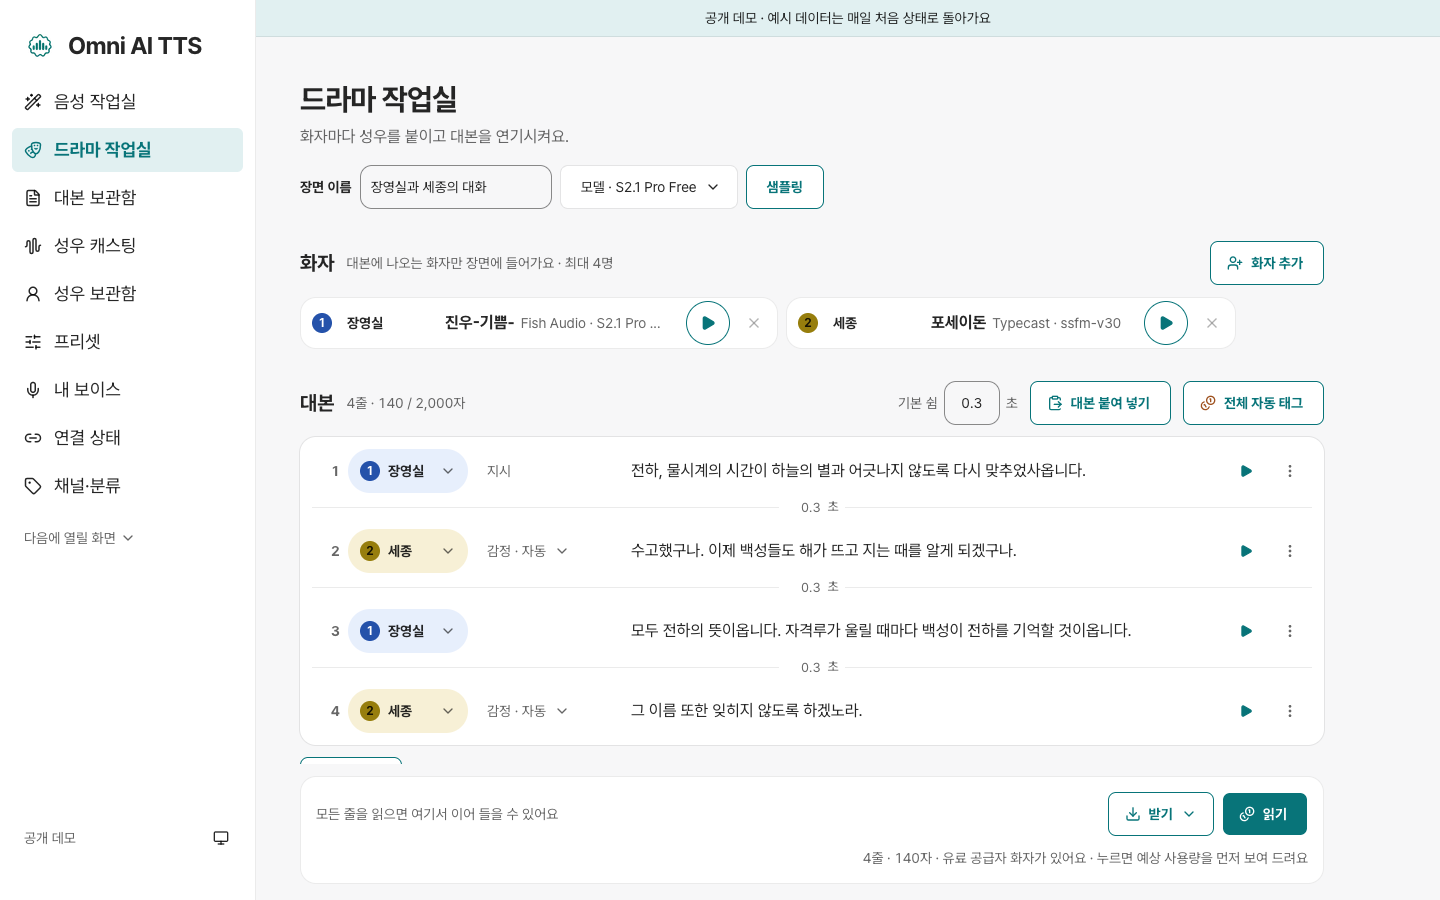 공개 데모 · 예시 데이터는 매일 처음 상태로 돌아가요
Omni AI TTS
음성 작업실
드라마 작업실
대본 보관함
성우 캐스팅
성우 보관함
프리셋
내 보이스
연결 상태
채널·분류
다음에 열릴 화면
공개 데모
드라마 작업실
화자마다 성우를 붙이고 대본을 연기시켜요.
장면 이름 장영실과 세종의 대화 모델 · S2.1 Pro Free 샘플링
화자 대본에 나오는 화자만 장면에 들어가요 · 최대 4명 화자 추가
1 장영실 진우-기쁨- Fish Audio · S2.1 Pro ... 2 세종 포세이돈 Typecast · ssfm-v30
대본 4줄 · 140 / 2,000자 기본 쉼 0.3 초 대본 붙여 넣기 전체 자동 태그
1 1 장영실 지시 전하, 물시계의 시간이 하늘의 별과 어긋나지 않도록 다시 맞추었사옵니다.
0.3 초
2 2 세종 감정 · 자동 수고했구나. 이제 백성들도 해가 뜨고 지는 때를 알게 되겠구나.
0.3 초
3 1 장영실 모두 전하의 뜻이옵니다. 자격루가 울릴 때마다 백성이 전하를 기억할 것이옵니다.
0.3 초
4 2 세종 감정 · 자동 그 이름 또한 잊히지 않도록 하겠노라.
모든 줄을 읽으면 여기서 이어 들을 수 있어요 받기 읽기
4줄 · 140자 · 유료 공급자 화자가 있어요 · 누르면 예상 사용량을 먼저 보여 드려요